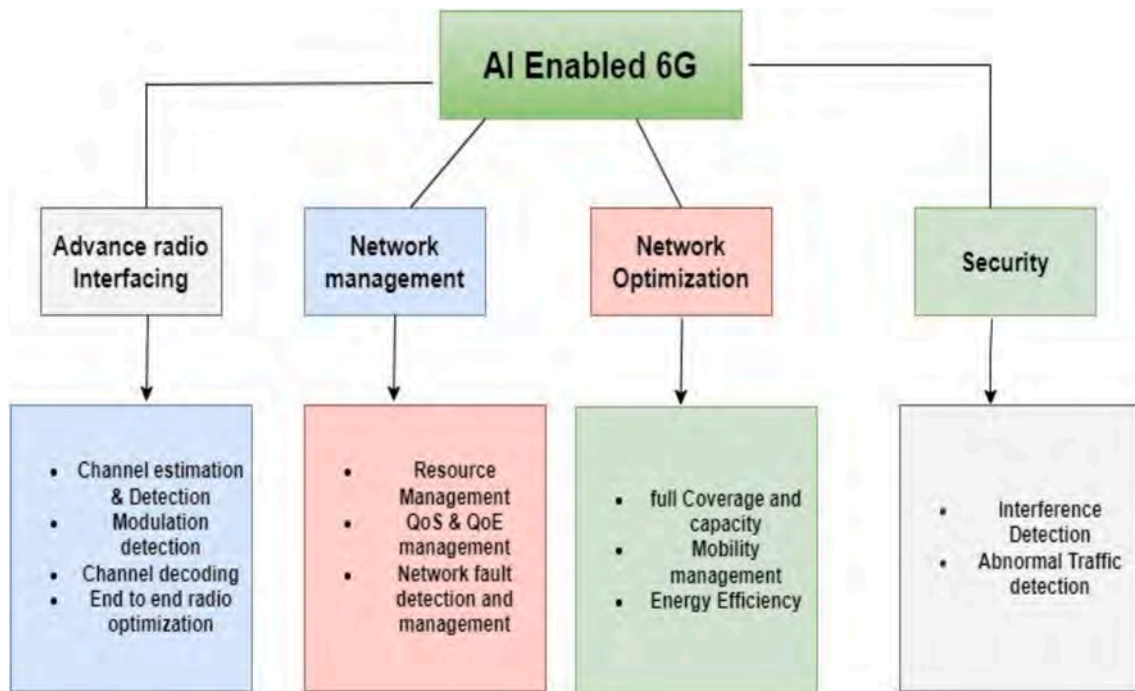 AI Enabled 6G
Advance radio
Interfacing
Network
management
Network
Optimization
Security
• Channel estimation
& Detection
• Modulation
detection
• Channel decoding
• End to end radio
optimization
• Resource
Management
• QoS & QoE
management
• Network fault
detection and
management
• full Coverage and
capacity
• Mobility
management
• Energy Efficiency
• Interference
Detection
• Abnormal Traffic
detection